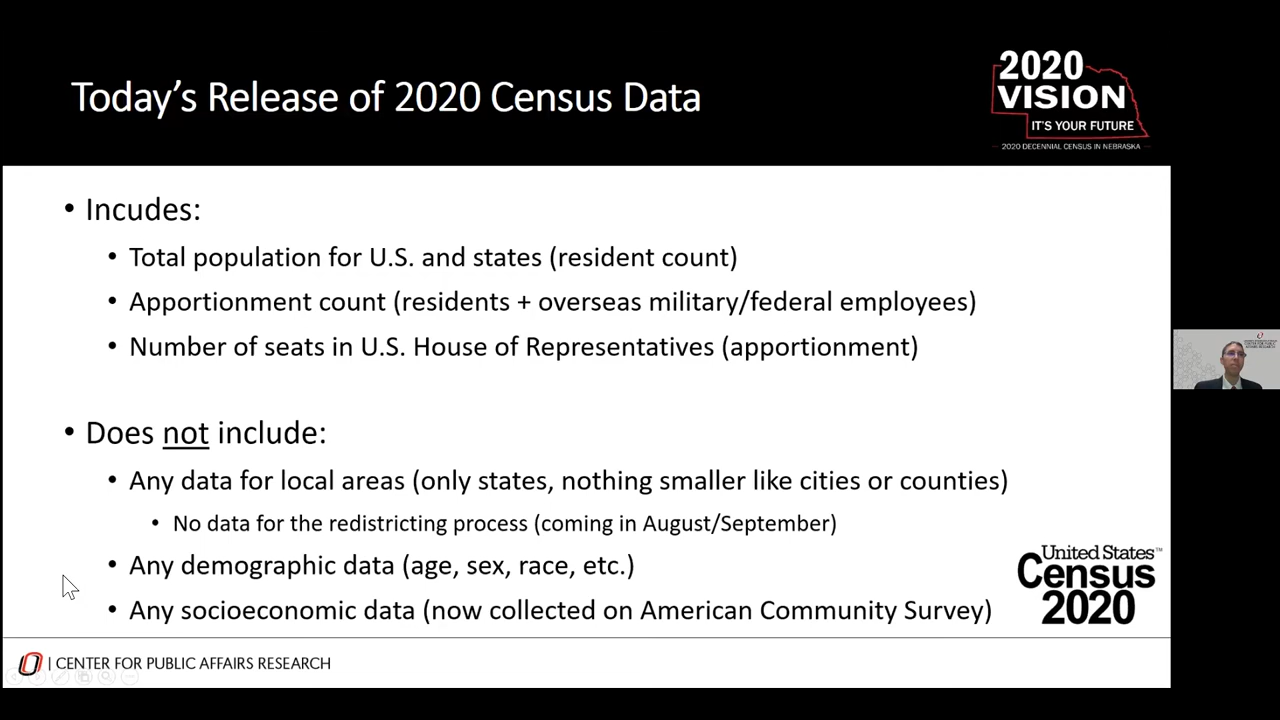 Today's Release of 2020 Census Data
2020
VISION
IT'S YOUR FUTURE
2020 DECENNIAL CENSUS IN NEBRASKA
• Incudes:
• Total population for U.S. and states (resident count)
• Apportionment count (residents + overseas military/federal employees)
• Number of seats in U.S. House of Representatives (apportionment)
• Does not include:
• Any data for local areas (only states, nothing smaller like cities or counties)
• No data for the redistricting process (coming in August/September)
• Any demographic data (age, sex, race, etc.)
• Any socioeconomic data (now collected on American Community Survey)
United States™
Census
2020
O | CENTER FOR PUBLIC AFFAIRS RESEARCH